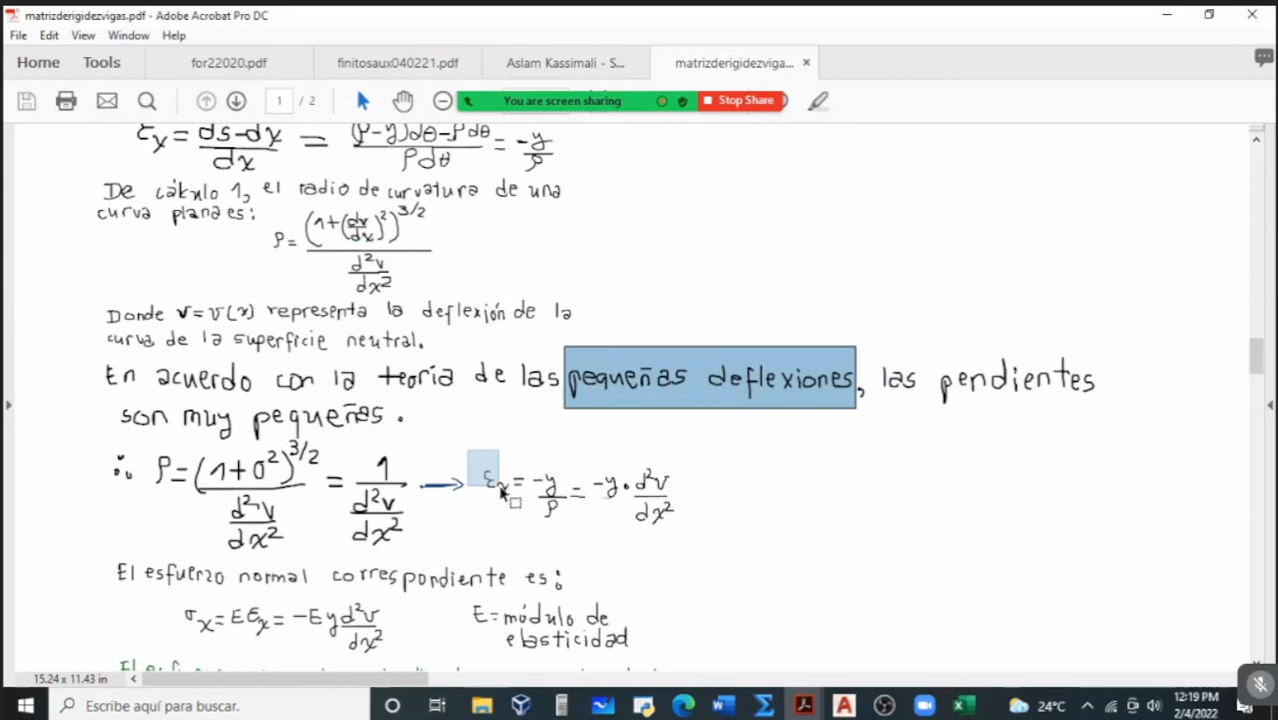 matrizderigidezvigas.pdf - Adobe Acrobat Pro DC
File Edit View Window Help
Home Tools for22020.pdf finitosaux040221.pdf Aslam Kassimali - S... matrizderigidezviga... ×
1 / 2 You are screen sharing Stop Share
εx = ds-dx / dx = (ρ-y)dθ-ρdθ / ρdθ = -y/ρ
De cálculo 1, el radio de curvatura de una
curva plana es:
ρ = (1+(dv/dx)²)^3/2 / d²v/dx²
Donde v=v(x) representa la deflexión de la
curva de la superficie neutral.
En acuerdo con la teoría de las pequeñas deflexiones, las pendientes
son muy pequeñas.
∴ ρ = (1+0²)^3/2 / d²v/dx² = 1 / d²v/dx² → εx = -y/ρ = -y · d²v/dx²
El esfuerzo normal correspondiente es:
σx = Eεx = -Ey d²v/dx² E=módulo de
elasticidad
15.24 x 11.43 in
Escribe aquí para buscar. 24°C 12:19 PM
2/4/2022